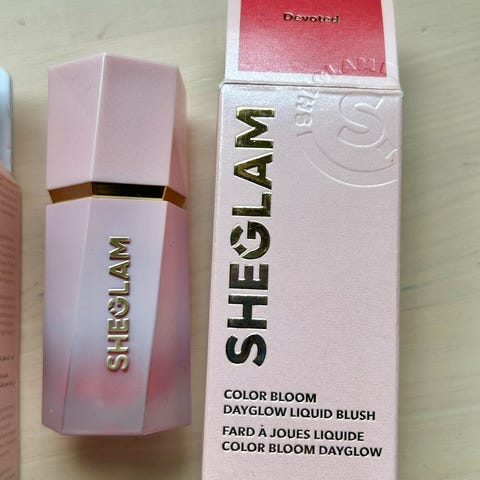 Devoted
SHEGLAM
SHEGLAM
SHEGLAM
COLOR BLOOM
DAYGLOW LIQUID BLUSH
FARD À JOUES LIQUIDE
COLOR BLOOM DAYGLOW